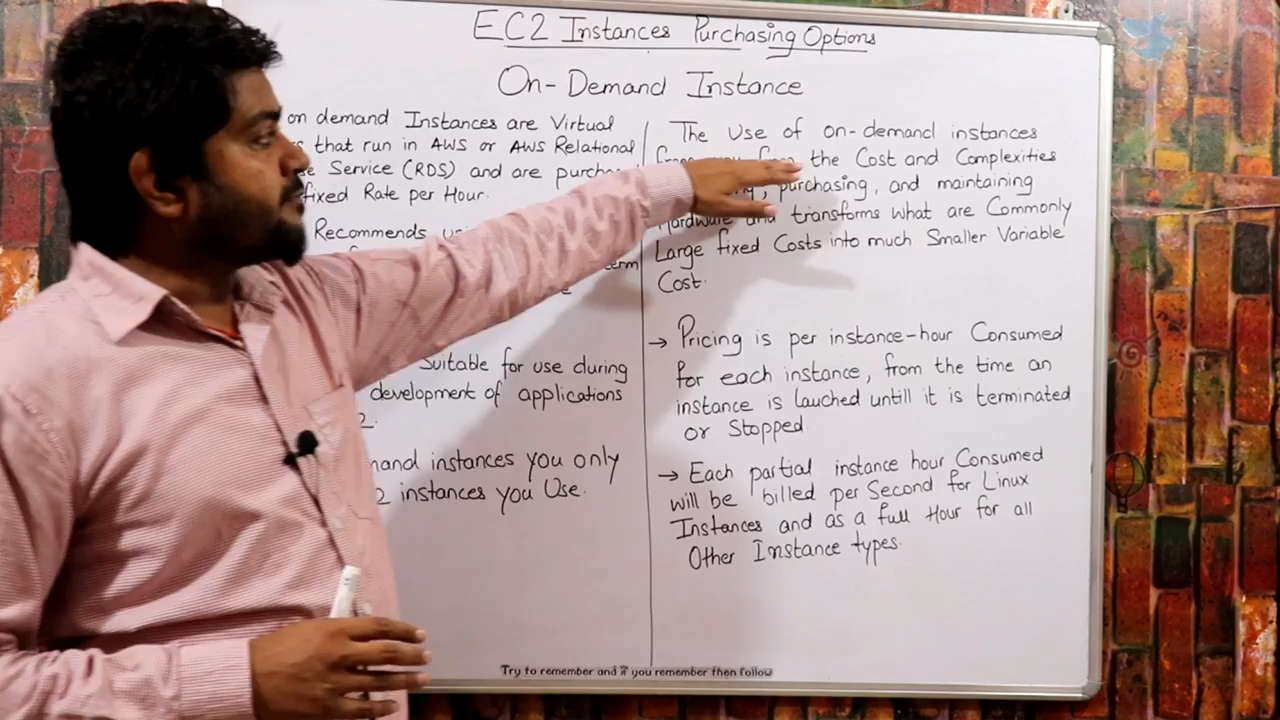 EC2 Instances Purchasing Options
On-Demand Instance
on demand Instances are Virtual
that run in AWS or AWS Relational
Service (RDS) and are
fixed Rate per Hour.
Recommends
Suitable for use during
development of applications
instances you only
instances you Use.
The Use of on-demand instances
the Cost and Complexities
purchasing, and maintaining
Hardware and transforms what are Commonly
Large fixed Costs into much Smaller Variable
Cost.
→ Pricing is per instance-hour Consumed
for each instance, from the time an
instance is lauched untill it is terminated
or Stopped.
→ Each partial instance hour Consumed
will be billed per Second for Linux
Instances and as a full Hour for all
Other Instance types.
Try to remember and if you remember then follow